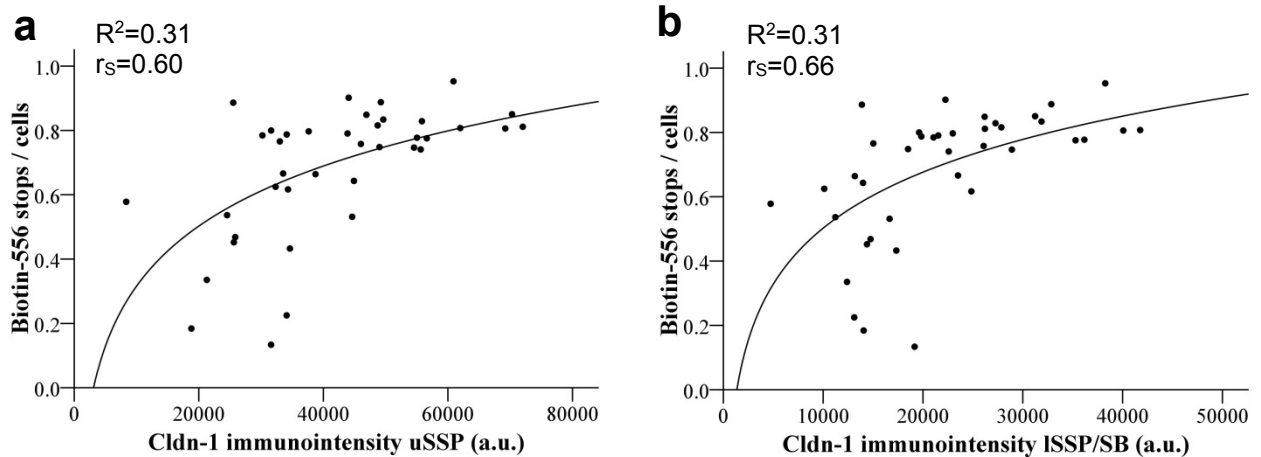 a
R²=0.31
rS=0.60
Biotin-556 stops / cells
1.0
0.8
0.6
0.4
0.2
0.0
0 20000 40000 60000 80000
Cldn-1 immunointensity uSSP (a.u.)
b
R²=0.31
rS=0.66
Biotin-556 stops / cells
1.0
0.8
0.6
0.4
0.2
0.0
0 10000 20000 30000 40000 50000
Cldn-1 immunointensity lSSP/SB (a.u.)